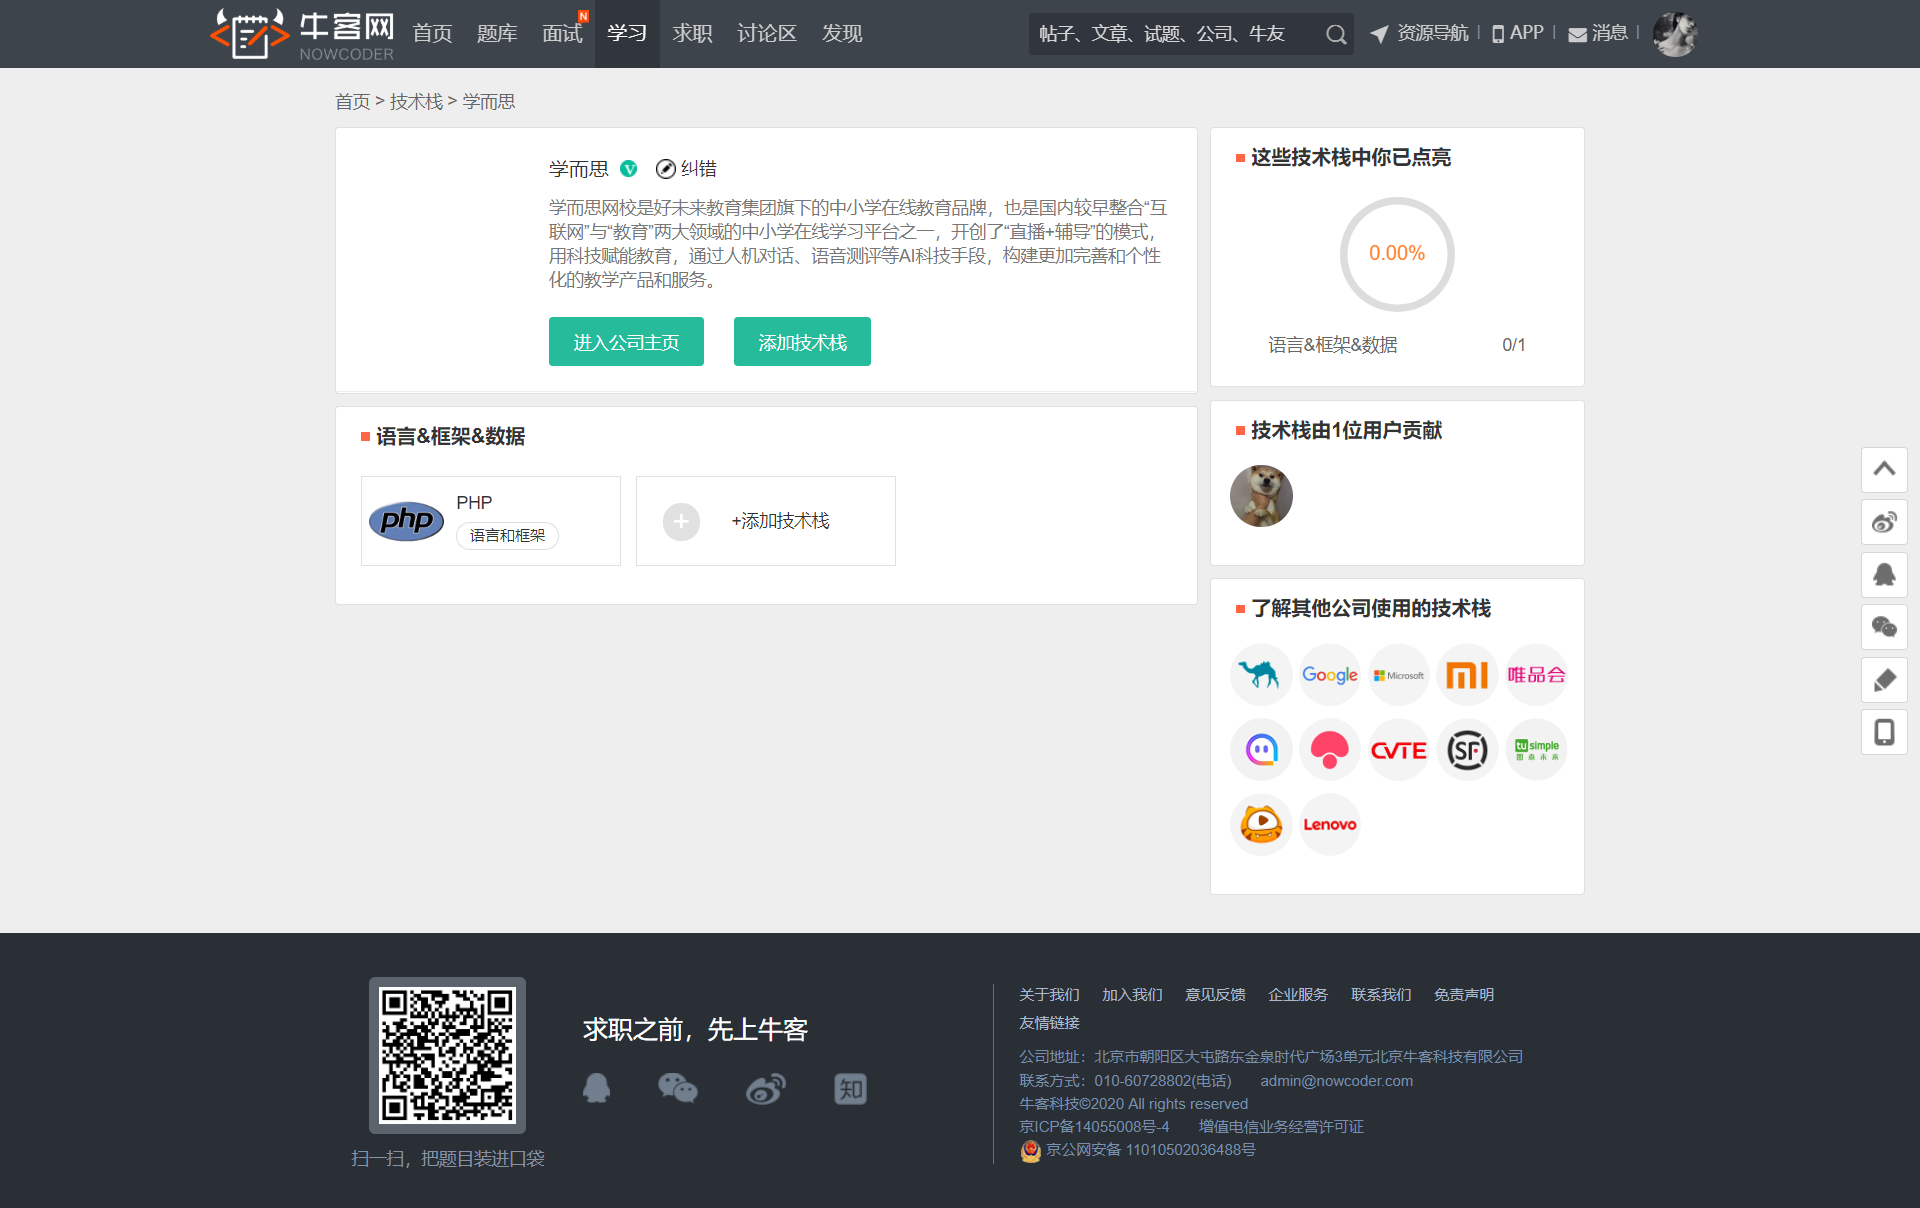 牛客网
NOWCODER
首页 题库 面试 N 学习 求职 讨论区 发现
帖子、文章、试题、公司、牛友
资源导航 | APP | 消息 |
首页 > 技术栈 > 学而思
学而思 V 纠错
学而思网校是好未来教育集团旗下的中小学在线教育品牌，也是国内较早整合“互
联网”与“教育”两大领域的中小学在线学习平台之一，开创了“直播+辅导”的模式，
用科技赋能教育，通过人机对话、语音测评等AI科技手段，构建更加完善和个性
化的教学产品和服务。
进入公司主页 添加技术栈
语言&框架&数据
php
PHP
语言和框架
+添加技术栈
这些技术栈中你已点亮
0.00%
语言&框架&数据 0/1
技术栈由1位用户贡献
了解其他公司使用的技术栈
Google Microsoft mi 唯品会
CVTE SF tu simple 图森未来
Lenovo
求职之前，先上牛客
知
扫一扫，把题目装进口袋
关于我们 加入我们 意见反馈 企业服务 联系我们 免责声明
友情链接
公司地址：北京市朝阳区大屯路东金泉时代广场3单元北京牛客科技有限公司
联系方式：010-60728802(电话) admin@nowcoder.com
牛客科技©2020 All rights reserved
京ICP备14055008号-4 增值电信业务经营许可证
京公网安备 11010502036488号